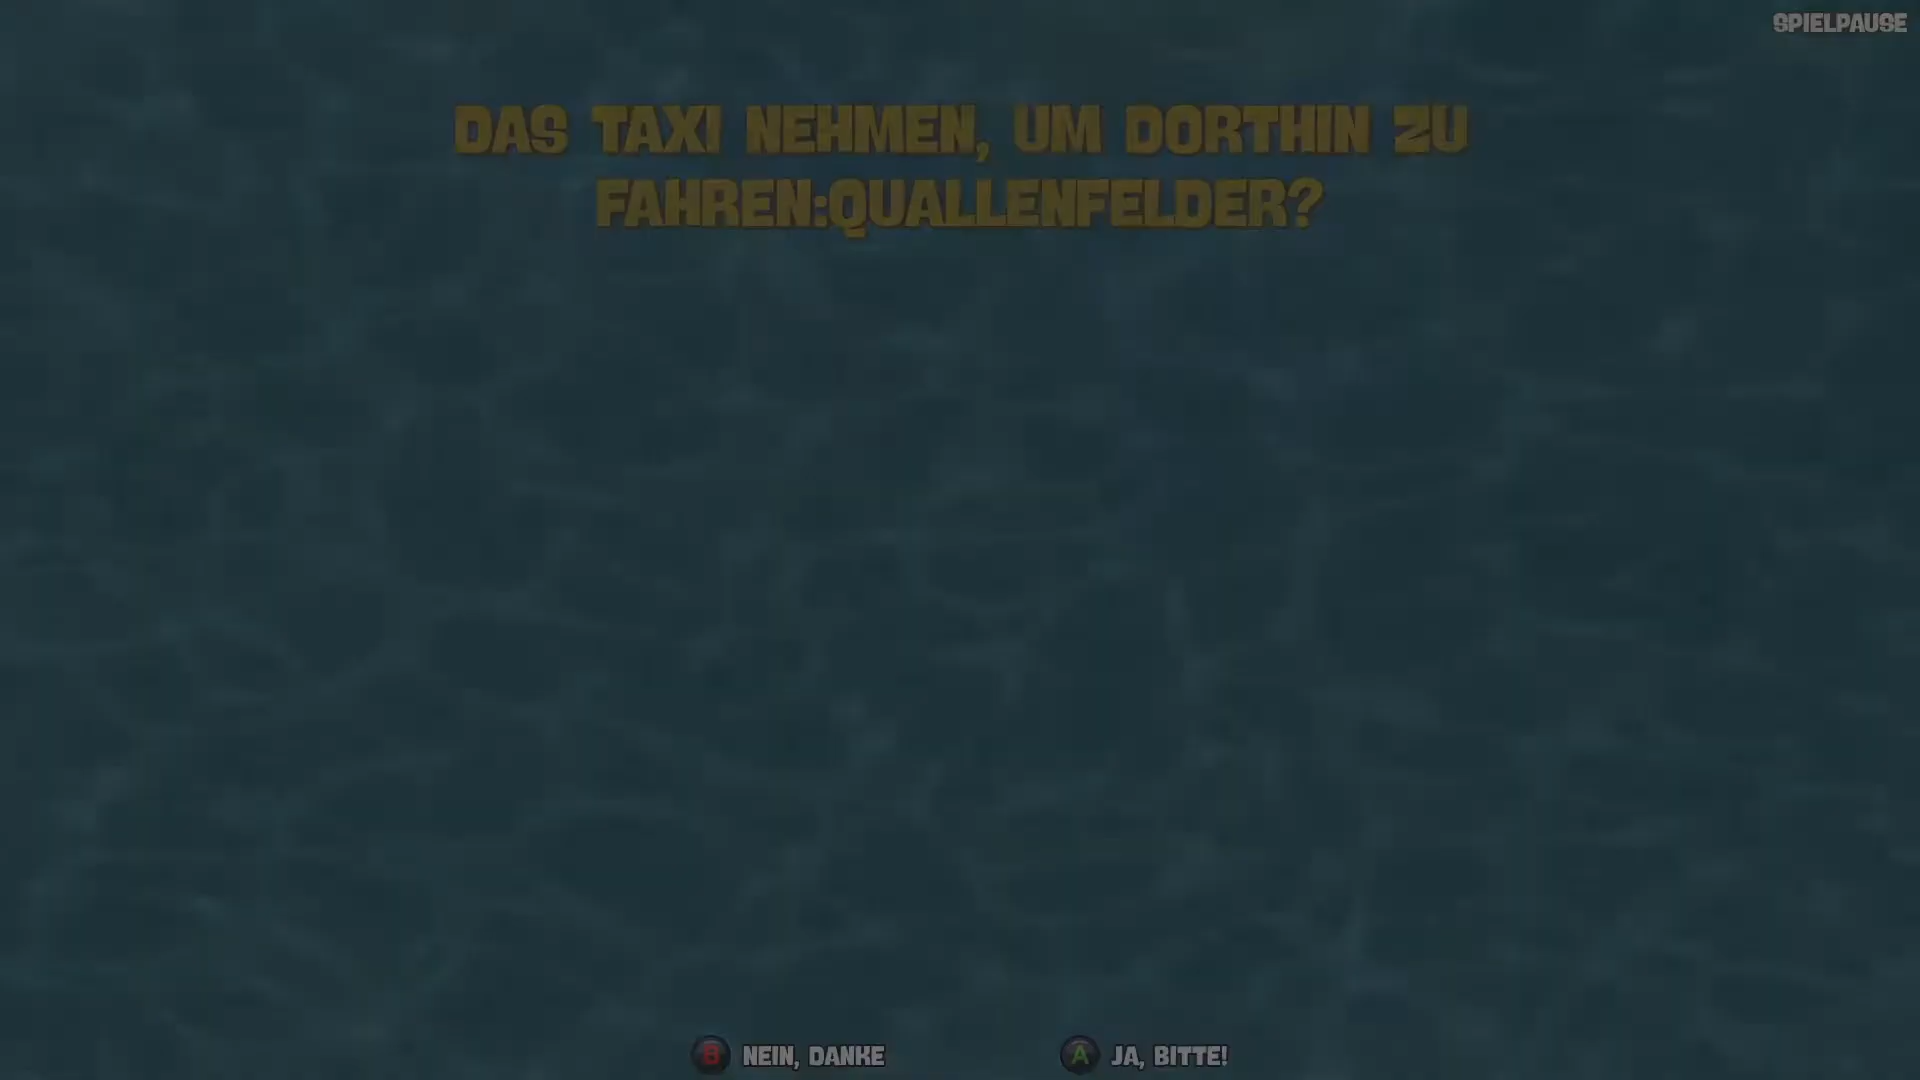 SPIELPAUSE
DAS TAXI NEHMEN, UM DORTHIN ZU
FAHREN:QUALLENFELDER?
B NEIN, DANKE
A JA, BITTE!